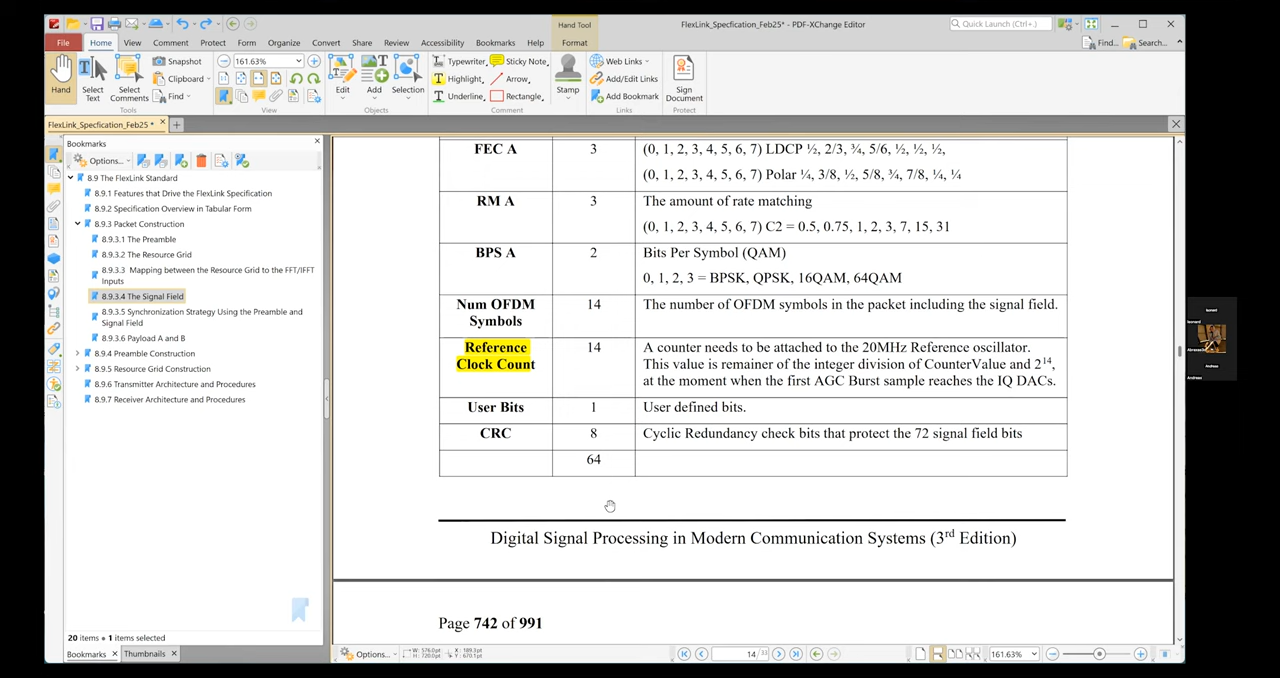 Hand Tool
FlexLink_Specfication_Feb25* - PDF-XChange Editor
Quick Launch (Ctrl+.)
File
Home
View
Comment
Protect
Form
Organize
Convert
Share
Review
Accessibility
Bookmarks
Help
Format
Find...
Search...
Hand
Select Text
Select Comments
Snapshot
Clipboard
Find
Tools
161.63%
View
Edit
Add
Selection
Objects
Typewriter
Sticky Note
Highlight
Arrow
Underline
Rectangle
Comment
Stamp
Web Links
Add/Edit Links
Add Bookmark
Links
Sign Document
Protect
FlexLink_Specfication_Feb25 *
Bookmarks
Options...
8.9 The FlexLink Standard
8.9.1 Features that Drive the FlexLink Specification
8.9.2 Specification Overview in Tabular Form
8.9.3 Packet Construction
8.9.3.1 The Preamble
8.9.3.2 The Resource Grid
8.9.3.3 Mapping between the Resource Grid to the FFT/IFFT
Inputs
8.9.3.4 The Signal Field
8.9.3.5 Synchronization Strategy Using the Preamble and
Signal Field
8.9.3.6 Payload A and B
8.9.4 Preamble Construction
8.9.5 Resource Grid Construction
8.9.6 Transmitter Architecture and Procedures
8.9.7 Receiver Architecture and Procedures
20 items • 1 items selected
Bookmarks
Thumbnails
FEC A 3 (0, 1, 2, 3, 4, 5, 6, 7) LDCP ½, 2/3, ¾, 5/6, ½, ½, ½,
(0, 1, 2, 3, 4, 5, 6, 7) Polar ¼, 3/8, ½, 5/8, ¾, 7/8, ¼, ¼
RM A 3 The amount of rate matching
(0, 1, 2, 3, 4, 5, 6, 7) C2 = 0.5, 0.75, 1, 2, 3, 7, 15, 31
BPS A 2 Bits Per Symbol (QAM)
0, 1, 2, 3 = BPSK, QPSK, 16QAM, 64QAM
Num OFDM 14 The number of OFDM symbols in the packet including the signal field.
Symbols
Reference 14 A counter needs to be attached to the 20MHz Reference oscillator.
Clock Count This value is remainer of the integer division of CounterValue and 2^14,
at the moment when the first AGC Burst sample reaches the IQ DACs.
User Bits 1 User defined bits.
CRC 8 Cyclic Redundancy check bits that protect the 72 signal field bits
64
Digital Signal Processing in Modern Communication Systems (3rd Edition)
Page 742 of 991
Options...
W: 576.0pt
H: 720.0pt
X: 189.3pt
Y: 670.1pt
14 / 33
161.63%
leonard
leonard
Andreas
Andreas